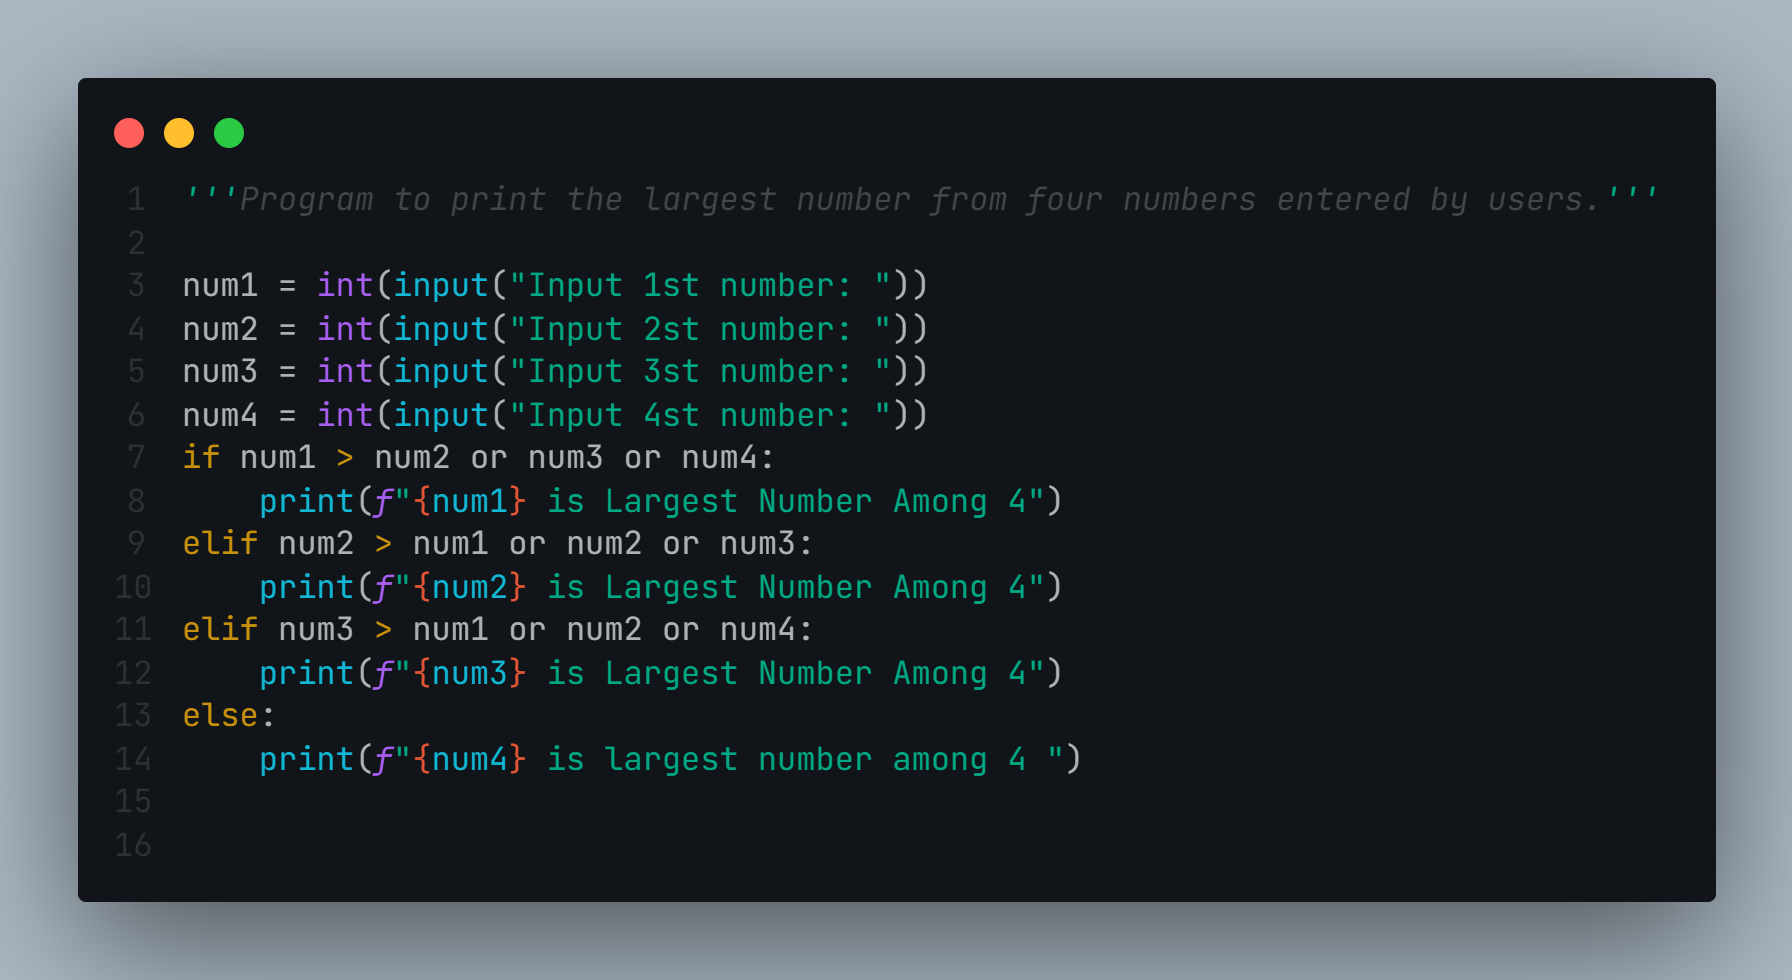 1 '''Program to print the largest number from four numbers entered by users.'''
2
3 num1 = int(input("Input 1st number: "))
4 num2 = int(input("Input 2st number: "))
5 num3 = int(input("Input 3st number: "))
6 num4 = int(input("Input 4st number: "))
7 if num1 > num2 or num3 or num4:
8     print(f"{num1} is Largest Number Among 4")
9 elif num2 > num1 or num2 or num3:
10     print(f"{num2} is Largest Number Among 4")
11 elif num3 > num1 or num2 or num4:
12     print(f"{num3} is Largest Number Among 4")
13 else:
14     print(f"{num4} is largest number among 4 ")
15
16